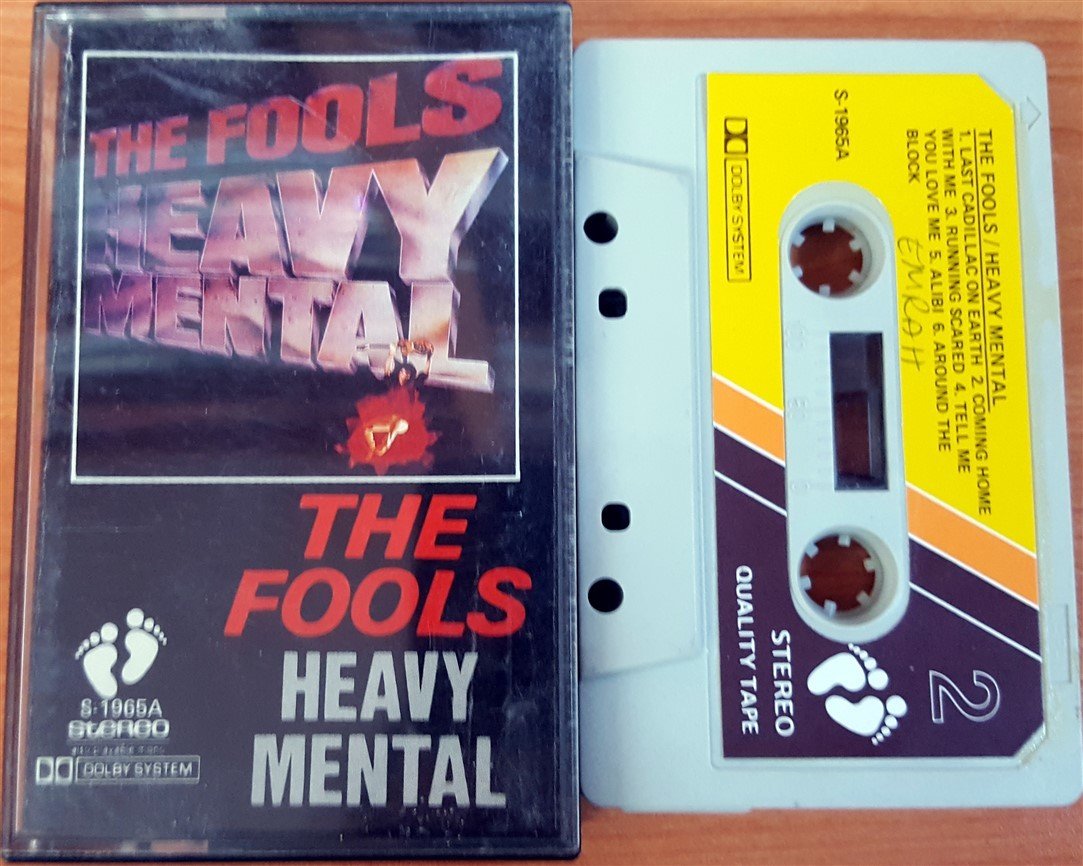 THE FOOLS
HEAVY
MENTAL
THE
FOOLS
HEAVY
MENTAL
S-1965A
stereo
DOLBY SYSTEM
S-1965A
DOLBY SYSTEM
THE FOOLS / HEAVY MENTAL
1. LAST CADILLAC ON EARTH 2. COMING HOME
WITH ME 3. RUNNING SCARED 4. TELL ME
YOU LOVE ME 5. ALIBI 6. AROUND THE
BLOCK
EMRAH
2
STEREO
QUALITY TAPE